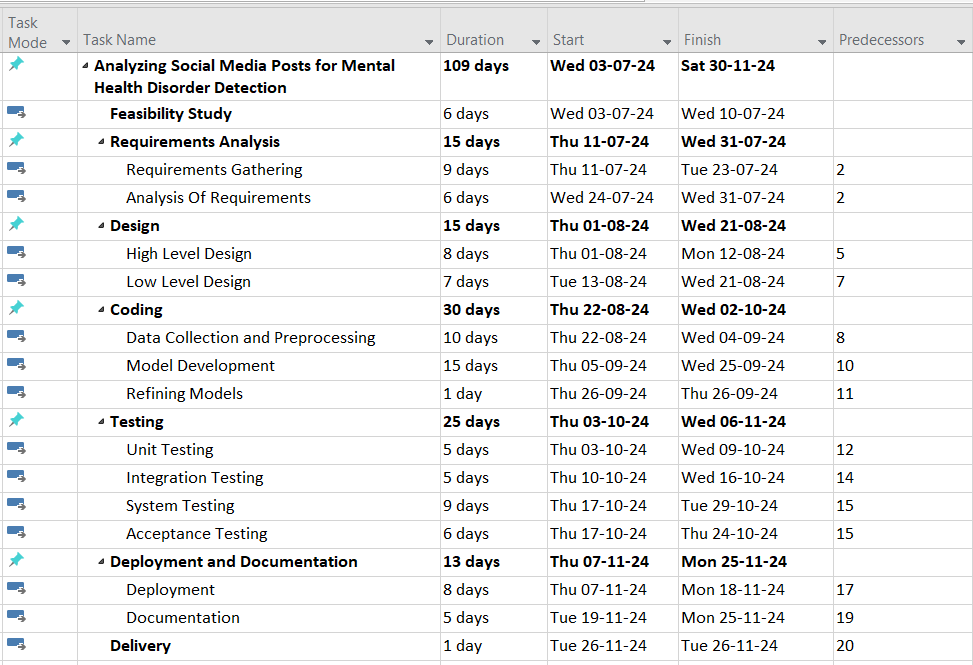 Task Mode Task Name Duration Start Finish Predecessors
Analyzing Social Media Posts for Mental Health Disorder Detection 109 days Wed 03-07-24 Sat 30-11-24
Feasibility Study 6 days Wed 03-07-24 Wed 10-07-24
Requirements Analysis 15 days Thu 11-07-24 Wed 31-07-24
Requirements Gathering 9 days Thu 11-07-24 Tue 23-07-24 2
Analysis Of Requirements 6 days Wed 24-07-24 Wed 31-07-24 2
Design 15 days Thu 01-08-24 Wed 21-08-24
High Level Design 8 days Thu 01-08-24 Mon 12-08-24 5
Low Level Design 7 days Tue 13-08-24 Wed 21-08-24 7
Coding 30 days Thu 22-08-24 Wed 02-10-24
Data Collection and Preprocessing 10 days Thu 22-08-24 Wed 04-09-24 8
Model Development 15 days Thu 05-09-24 Wed 25-09-24 10
Refining Models 1 day Thu 26-09-24 Thu 26-09-24 11
Testing 25 days Thu 03-10-24 Wed 06-11-24
Unit Testing 5 days Thu 03-10-24 Wed 09-10-24 12
Integration Testing 5 days Thu 10-10-24 Wed 16-10-24 14
System Testing 9 days Thu 17-10-24 Tue 29-10-24 15
Acceptance Testing 6 days Thu 17-10-24 Thu 24-10-24 15
Deployment and Documentation 13 days Thu 07-11-24 Mon 25-11-24
Deployment 8 days Thu 07-11-24 Mon 18-11-24 17
Documentation 5 days Tue 19-11-24 Mon 25-11-24 19
Delivery 1 day Tue 26-11-24 Tue 26-11-24 20